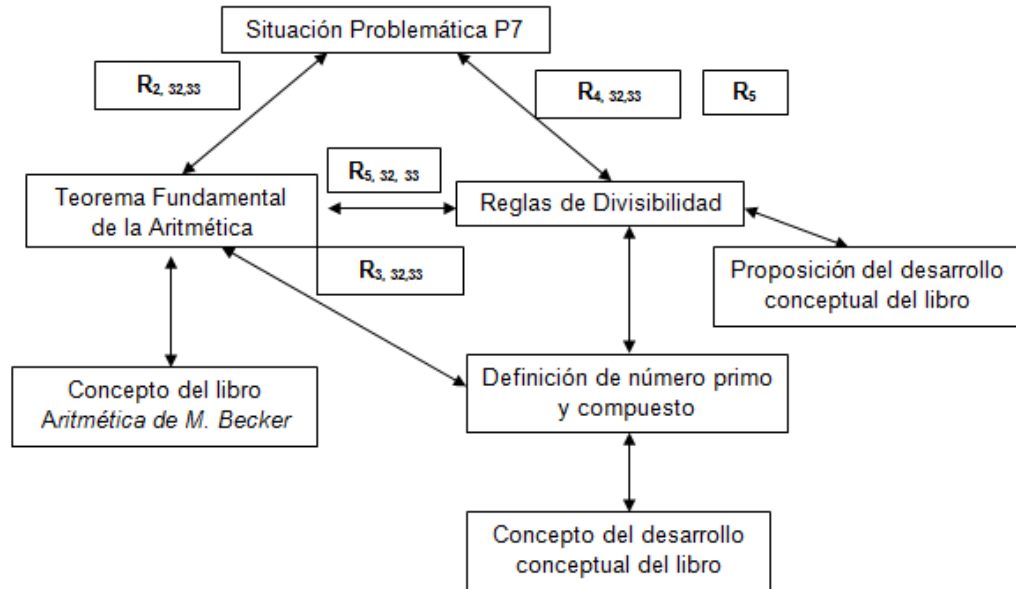 Situación Problemática P7
R2, 32,33
R4, 32,33
R5
R5, 32, 33
Teorema Fundamental
de la Aritmética
Reglas de Divisibilidad
R3, 32,33
Proposición del desarrollo
conceptual del libro
Concepto del libro
Aritmética de M. Becker
Definición de número primo
y compuesto
Concepto del desarrollo
conceptual del libro